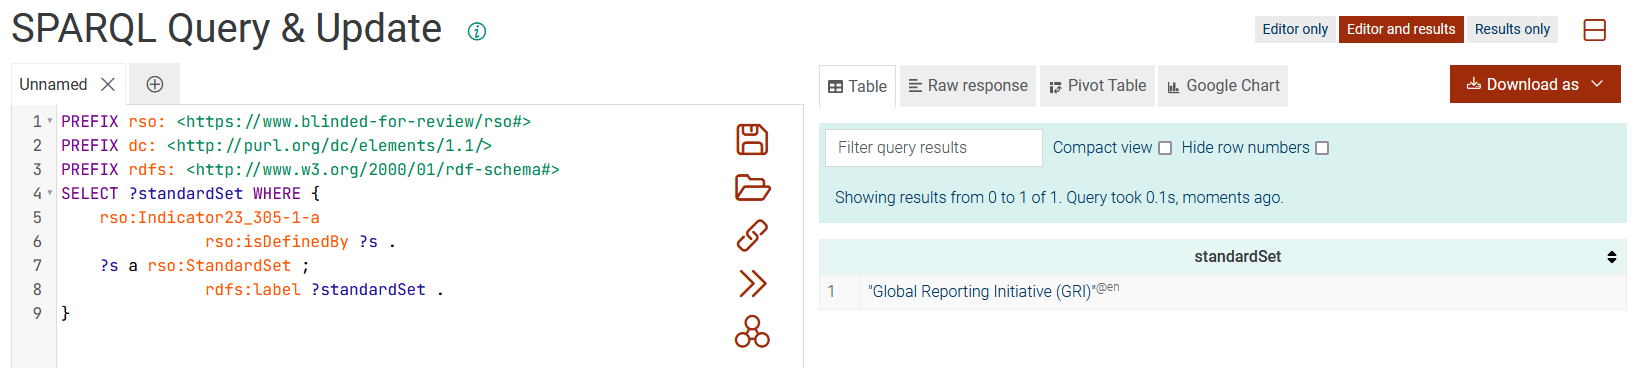 SPARQL Query & Update
Editor only
Editor and results
Results only
Unnamed
Table
Raw response
Pivot Table
Google Chart
Download as
1 PREFIX rso: <https://www.blinded-for-review/rso#>
2 PREFIX dc: <http://purl.org/dc/elements/1.1/>
3 PREFIX rdfs: <http://www.w3.org/2000/01/rdf-schema#>
4 SELECT ?standardSet WHERE {
5 rso:Indicator23_305-1-a
6 rso:isDefinedBy ?s .
7 ?s a rso:StandardSet ;
8 rdfs:label ?standardSet .
9 }
Filter query results
Compact view
Hide row numbers
Showing results from 0 to 1 of 1. Query took 0.1s, moments ago.
standardSet
1 "Global Reporting Initiative (GRI)"@en